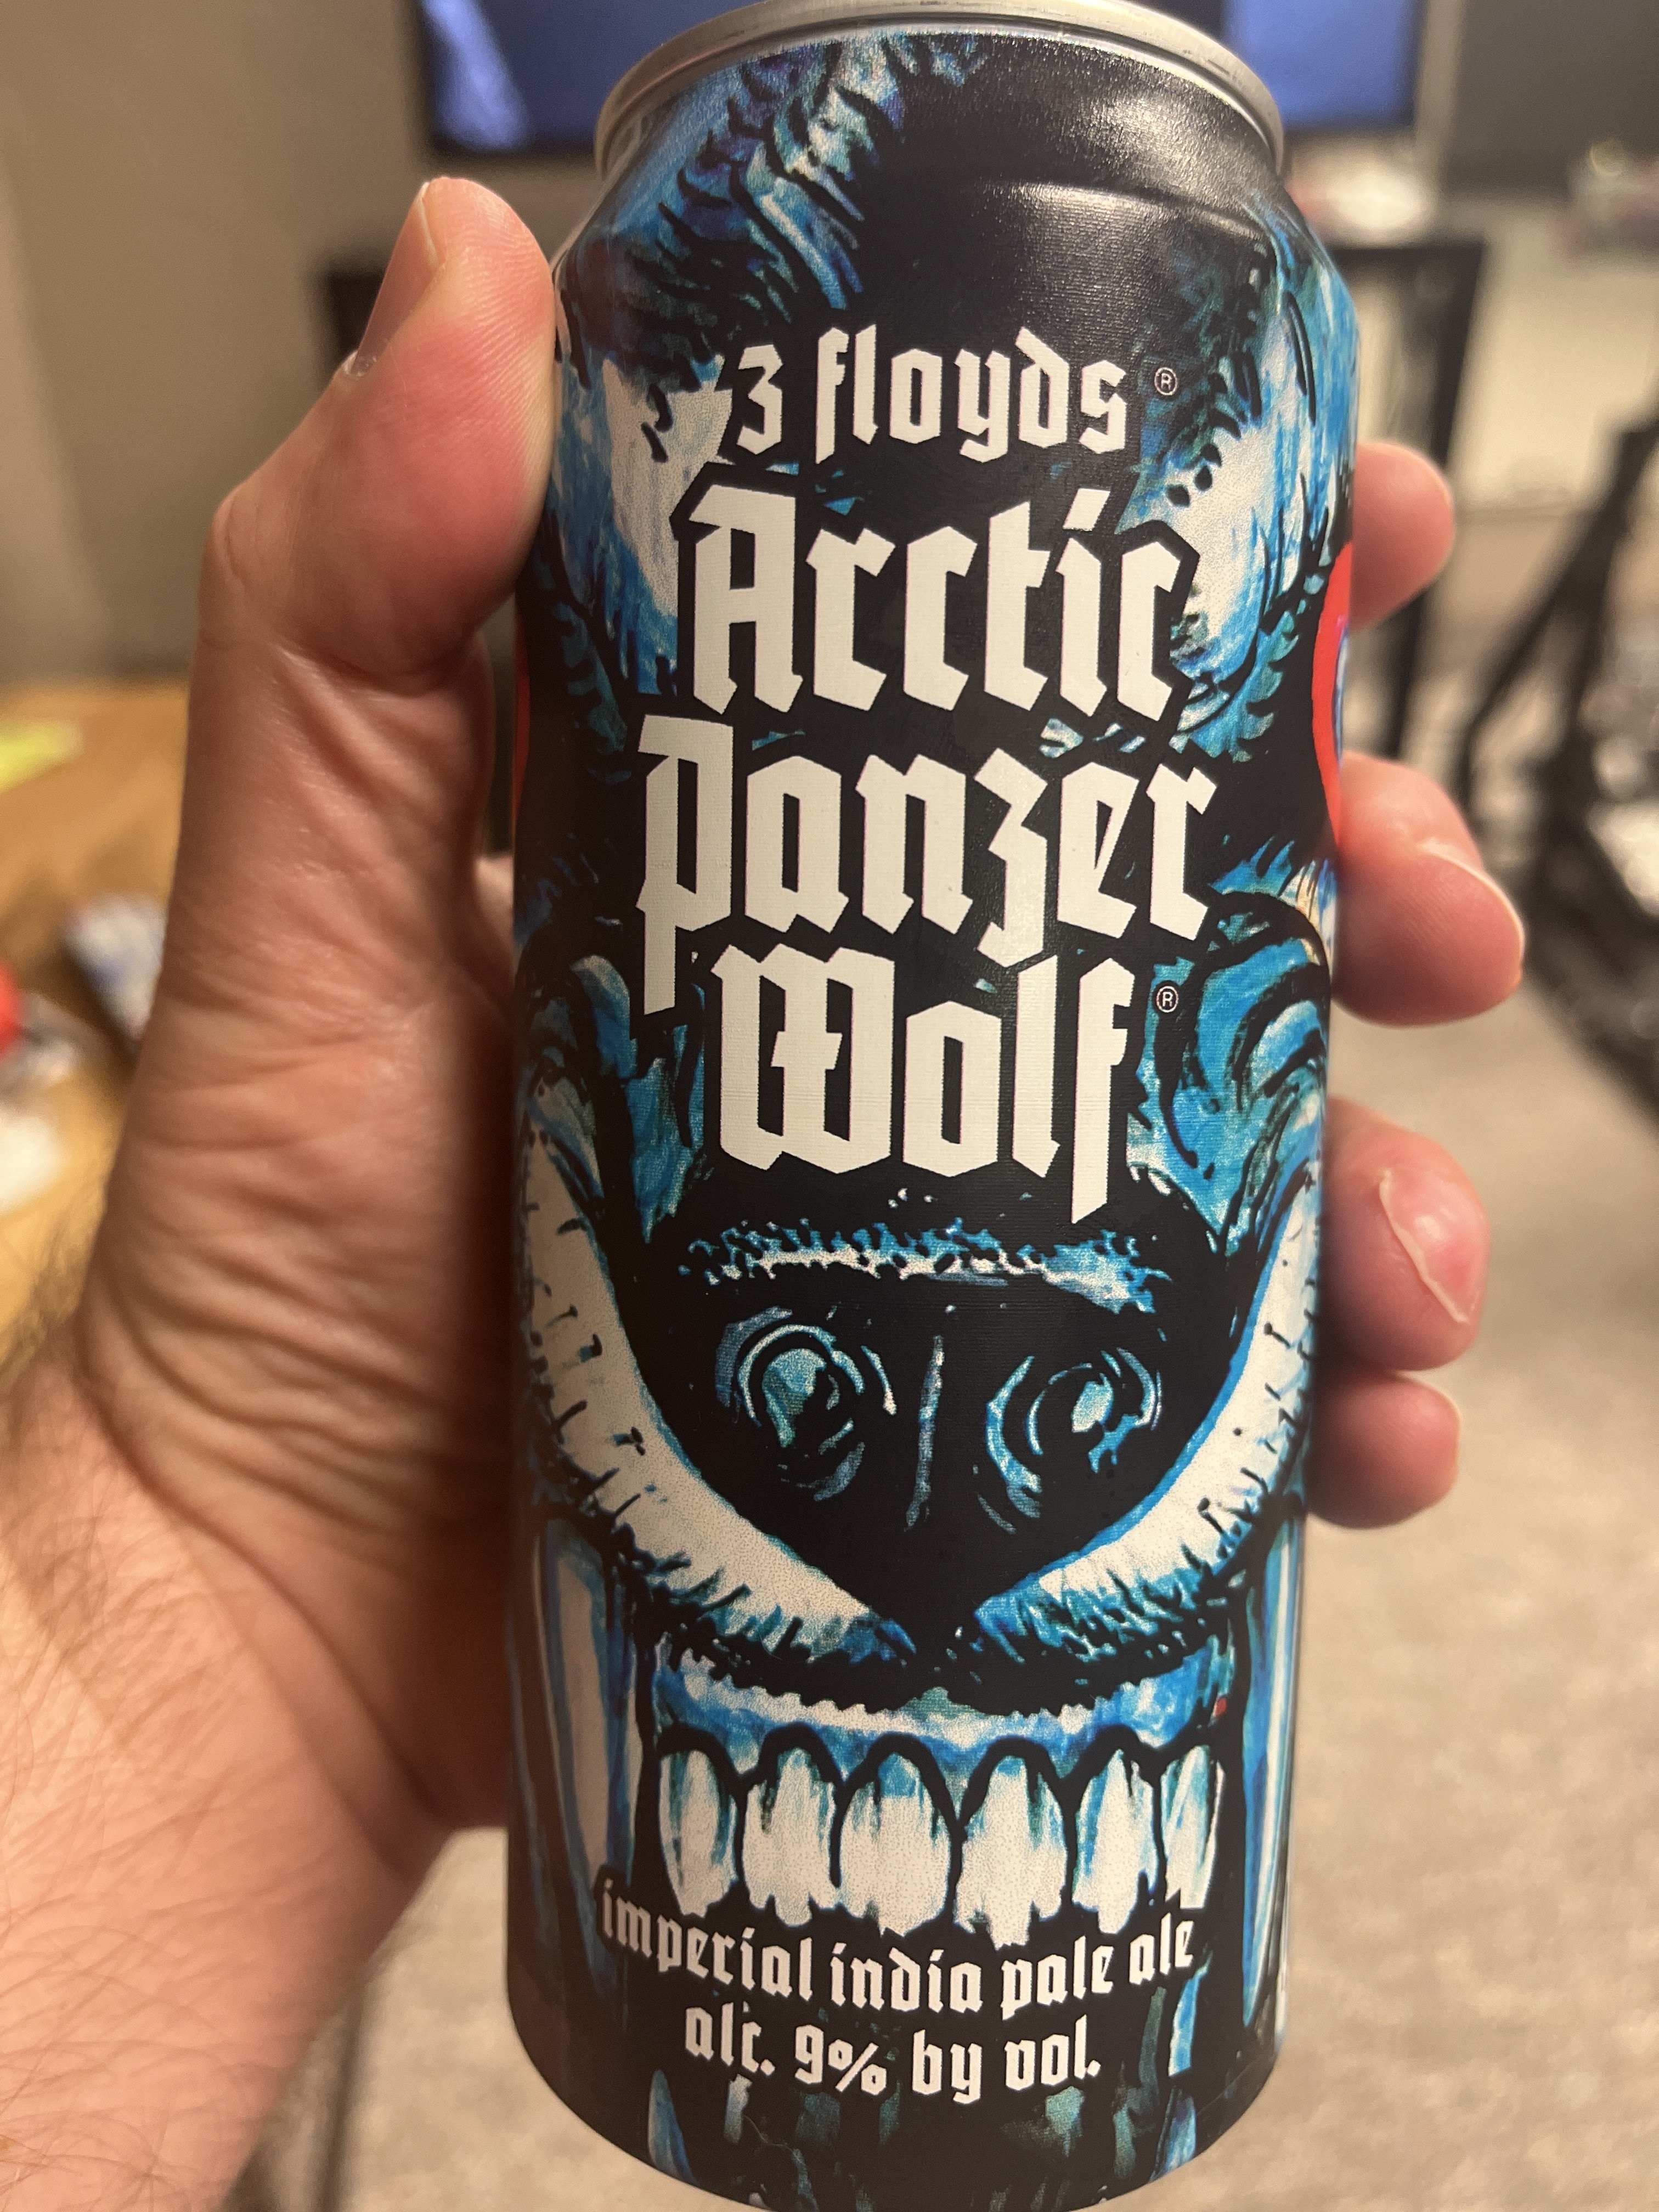 3 floyds®
Arctic
Panzer
Wolf®
imperial india pale ale
alc. 9% by vol.